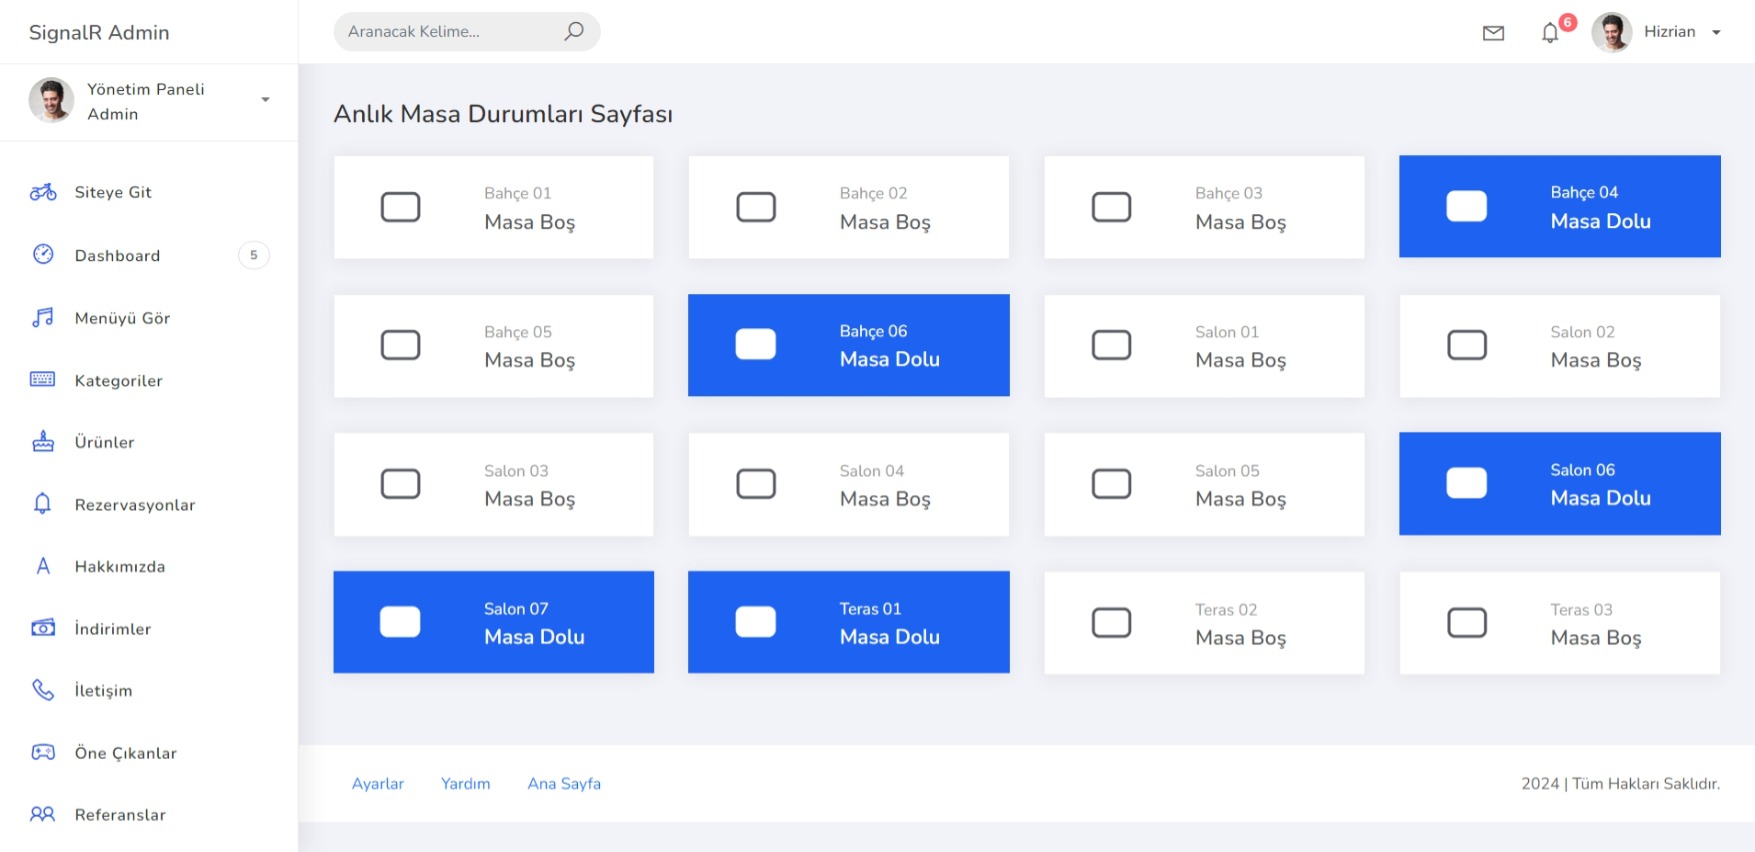 SignalR Admin
Aranacak Kelime...
6
Hizrian
Yönetim Paneli
Admin
Siteye Git
Dashboard
5
Menüyü Gör
Kategoriler
Ürünler
Rezervasyonlar
Hakkımızda
İndirimler
İletişim
Öne Çıkanlar
Referanslar
Anlık Masa Durumları Sayfası
Bahçe 01
Masa Boş
Bahçe 02
Masa Boş
Bahçe 03
Masa Boş
Bahçe 04
Masa Dolu
Bahçe 05
Masa Boş
Bahçe 06
Masa Dolu
Salon 01
Masa Boş
Salon 02
Masa Boş
Salon 03
Masa Boş
Salon 04
Masa Boş
Salon 05
Masa Boş
Salon 06
Masa Dolu
Salon 07
Masa Dolu
Teras 01
Masa Dolu
Teras 02
Masa Boş
Teras 03
Masa Boş
Ayarlar
Yardım
Ana Sayfa
2024 | Tüm Hakları Saklıdır.